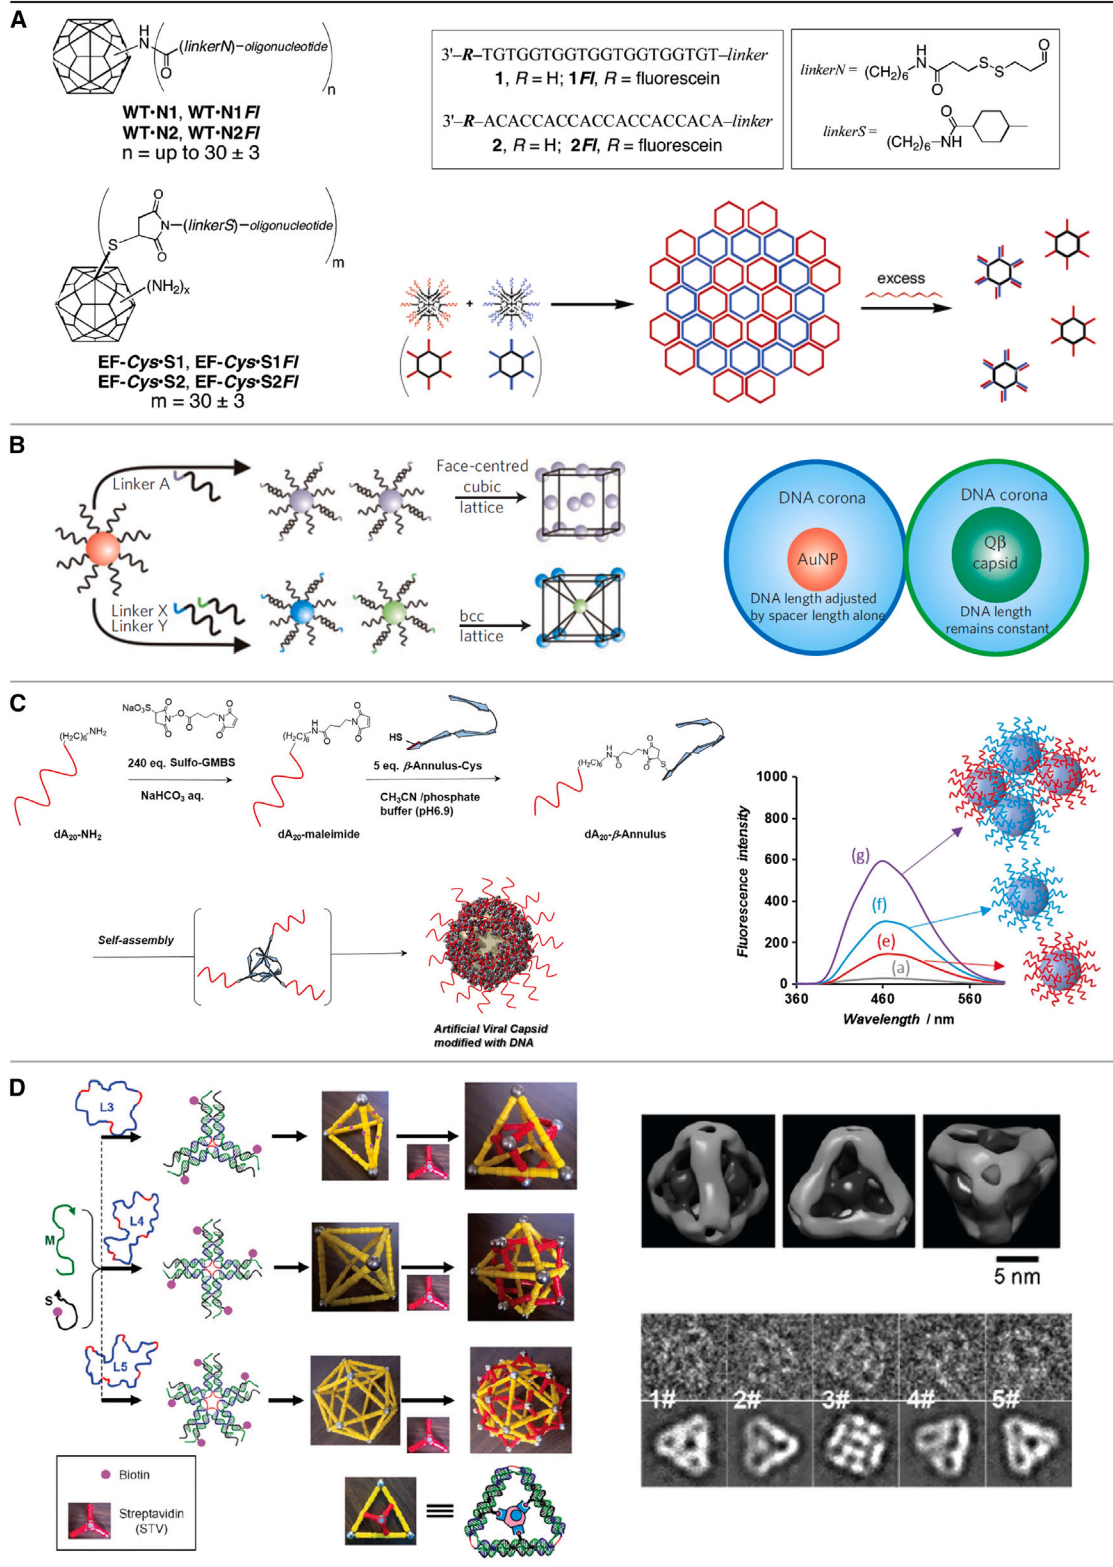 A
H
N
(linkerN)–oligonucleotide
O
n
WT•N1, WT•N1Fl
WT•N2, WT•N2Fl
n = up to 30 ± 3
3'–R–TGTGGTGGTGGTGGTGGTGT–linker
1, R = H; 1Fl, R = fluorescein
3'–R–ACACCACCACCACCACCACA–linker
2, R = H; 2Fl, R = fluorescein
linkerN =
(CH2)6
H
N
O
S
S
O
linkerS =
(CH2)6
NH
O
O
N
O
(linkerS)–oligonucleotide
S
m
(NH2)x
EF-Cys•S1, EF-Cys•S1Fl
EF-Cys•S2, EF-Cys•S2Fl
m = 30 ± 3
+
excess
B
Linker A
Face-centred
cubic
lattice
Linker X
Linker Y
bcc
lattice
DNA corona
AuNP
DNA length adjusted
by spacer length alone
DNA corona
Qβ
capsid
DNA length
remains constant
C
(H2C)6 NH2
NaO3S
240 eq. Sulfo-GMBS
NaHCO3 aq.
dA20-NH2
dA20-maleimide
HS
5 eq. β-Annulus-Cys
CH3CN /phosphate
buffer (pH6.9)
dA20-β-Annulus
Self-assembly
Artificial Viral Capsid
modified with DNA
Fluorescence intensity
1000
800
600
400
200
0
(g)
(f)
(e)
(a)
360
460
560
Wavelength / nm
D
L3
L4
M
S
L5
Biotin
Streptavidin
(STV)
5 nm
1#
2#
3#
4#
5#